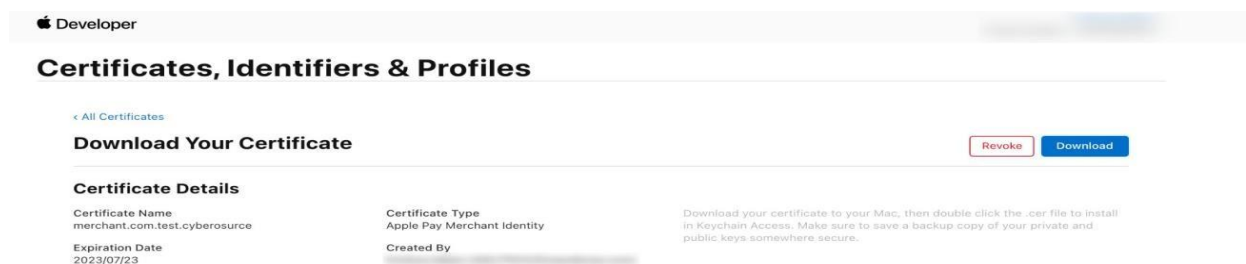 Developer
Certificates, Identifiers & Profiles
< All Certificates
Download Your Certificate
Revoke
Download
Certificate Details
Certificate Name
merchant.com.test.cyberosurce
Certificate Type
Apple Pay Merchant Identity
Download your certificate to your Mac, then double click the .cer file to install
in Keychain Access. Make sure to save a backup copy of your private and
public keys somewhere secure.
Expiration Date
2023/07/23
Created By